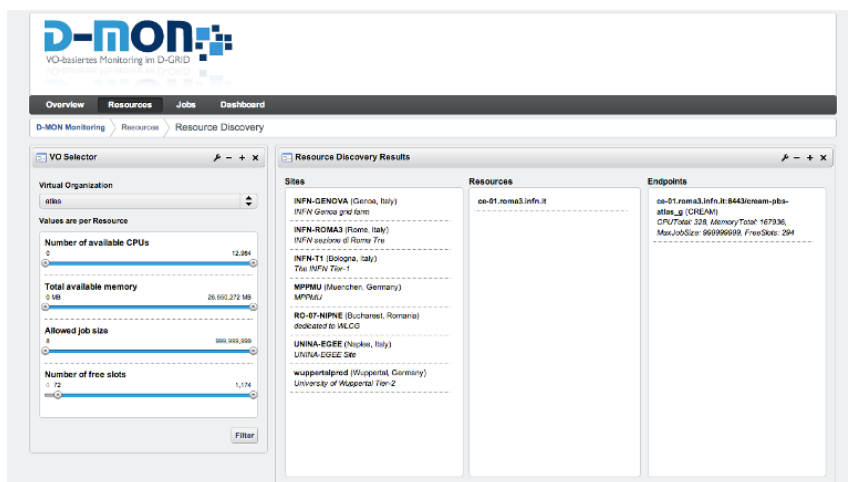 D-MON
VO-basiertes Monitoring im D-GRID
Overview Resources Jobs Dashboard
D-MON Monitoring Resources Resource Discovery
VO Selector
Virtual Organization
atlas
Values are per Resource
Number of available CPUs
0 12,984
Total available memory
0 MB 26,550,272 MB
Allowed job size
8 999,999,999
Number of free slots
0 72 1,174
Filter
Resource Discovery Results
Sites
INFN-GENOVA (Genoa, Italy)
INFN Genoa grid farm
INFN-ROMA3 (Rome, Italy)
INFN sezione di Roma Tre
INFN-T1 (Bologna, Italy)
The INFN Tier-1
MPPMU (Muenchen, Germany)
MPPMU
RO-07-NIPNE (Bucharest, Romania)
dedicated to WLCG
UNINA-EGEE (Naples, Italy)
UNINA-EGEE Site
wuppertalprod (Wuppertal, Germany)
University of Wuppertal Tier-2
Resources
ce-01.roma3.infn.it
Endpoints
ce-01.roma3.infn.it:8443/cream-pbs-
atlas_g (CREAM)
CPUTotal: 328, MemoryTotal: 167936,
MaxJobSize: 999999999, FreeSlots: 294